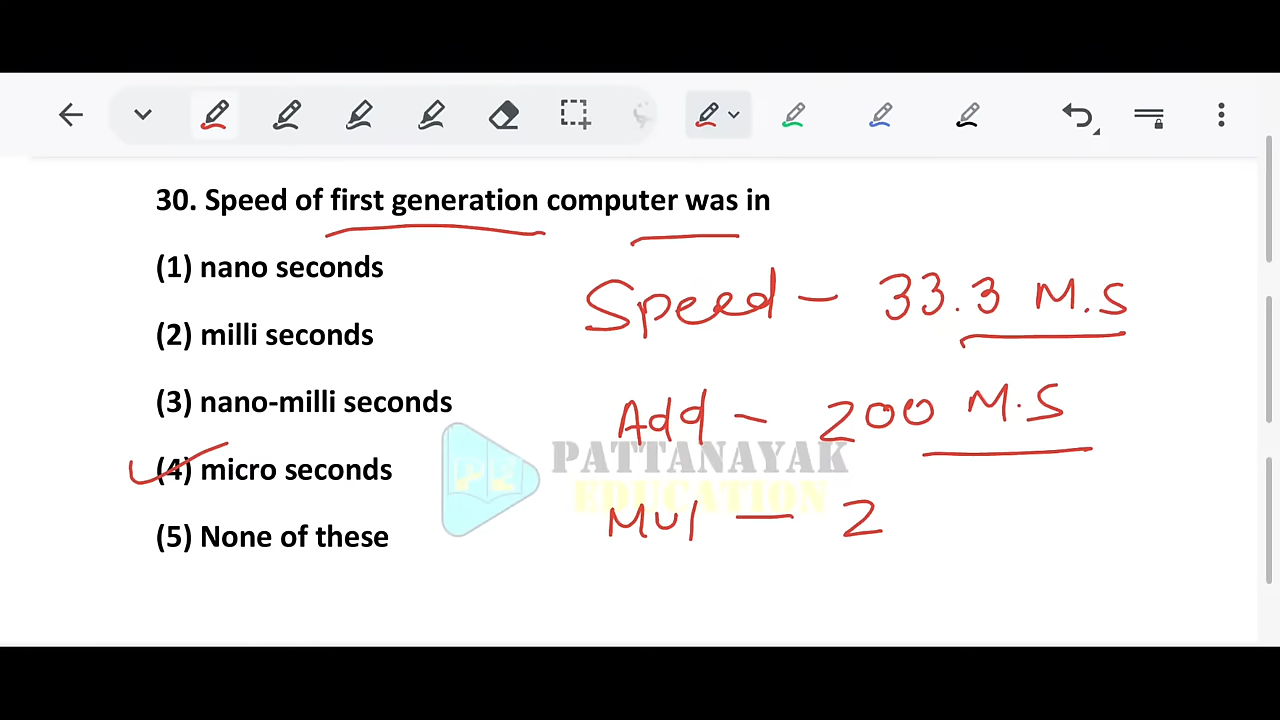 30. Speed of first generation computer was in
(1) nano seconds
(2) milli seconds
(3) nano-milli seconds
(4) micro seconds
(5) None of these
Speed – 33.3 M.S
Add – 200 M.S
Mul – 2
PE
PATTANAYAK
EDUCATION